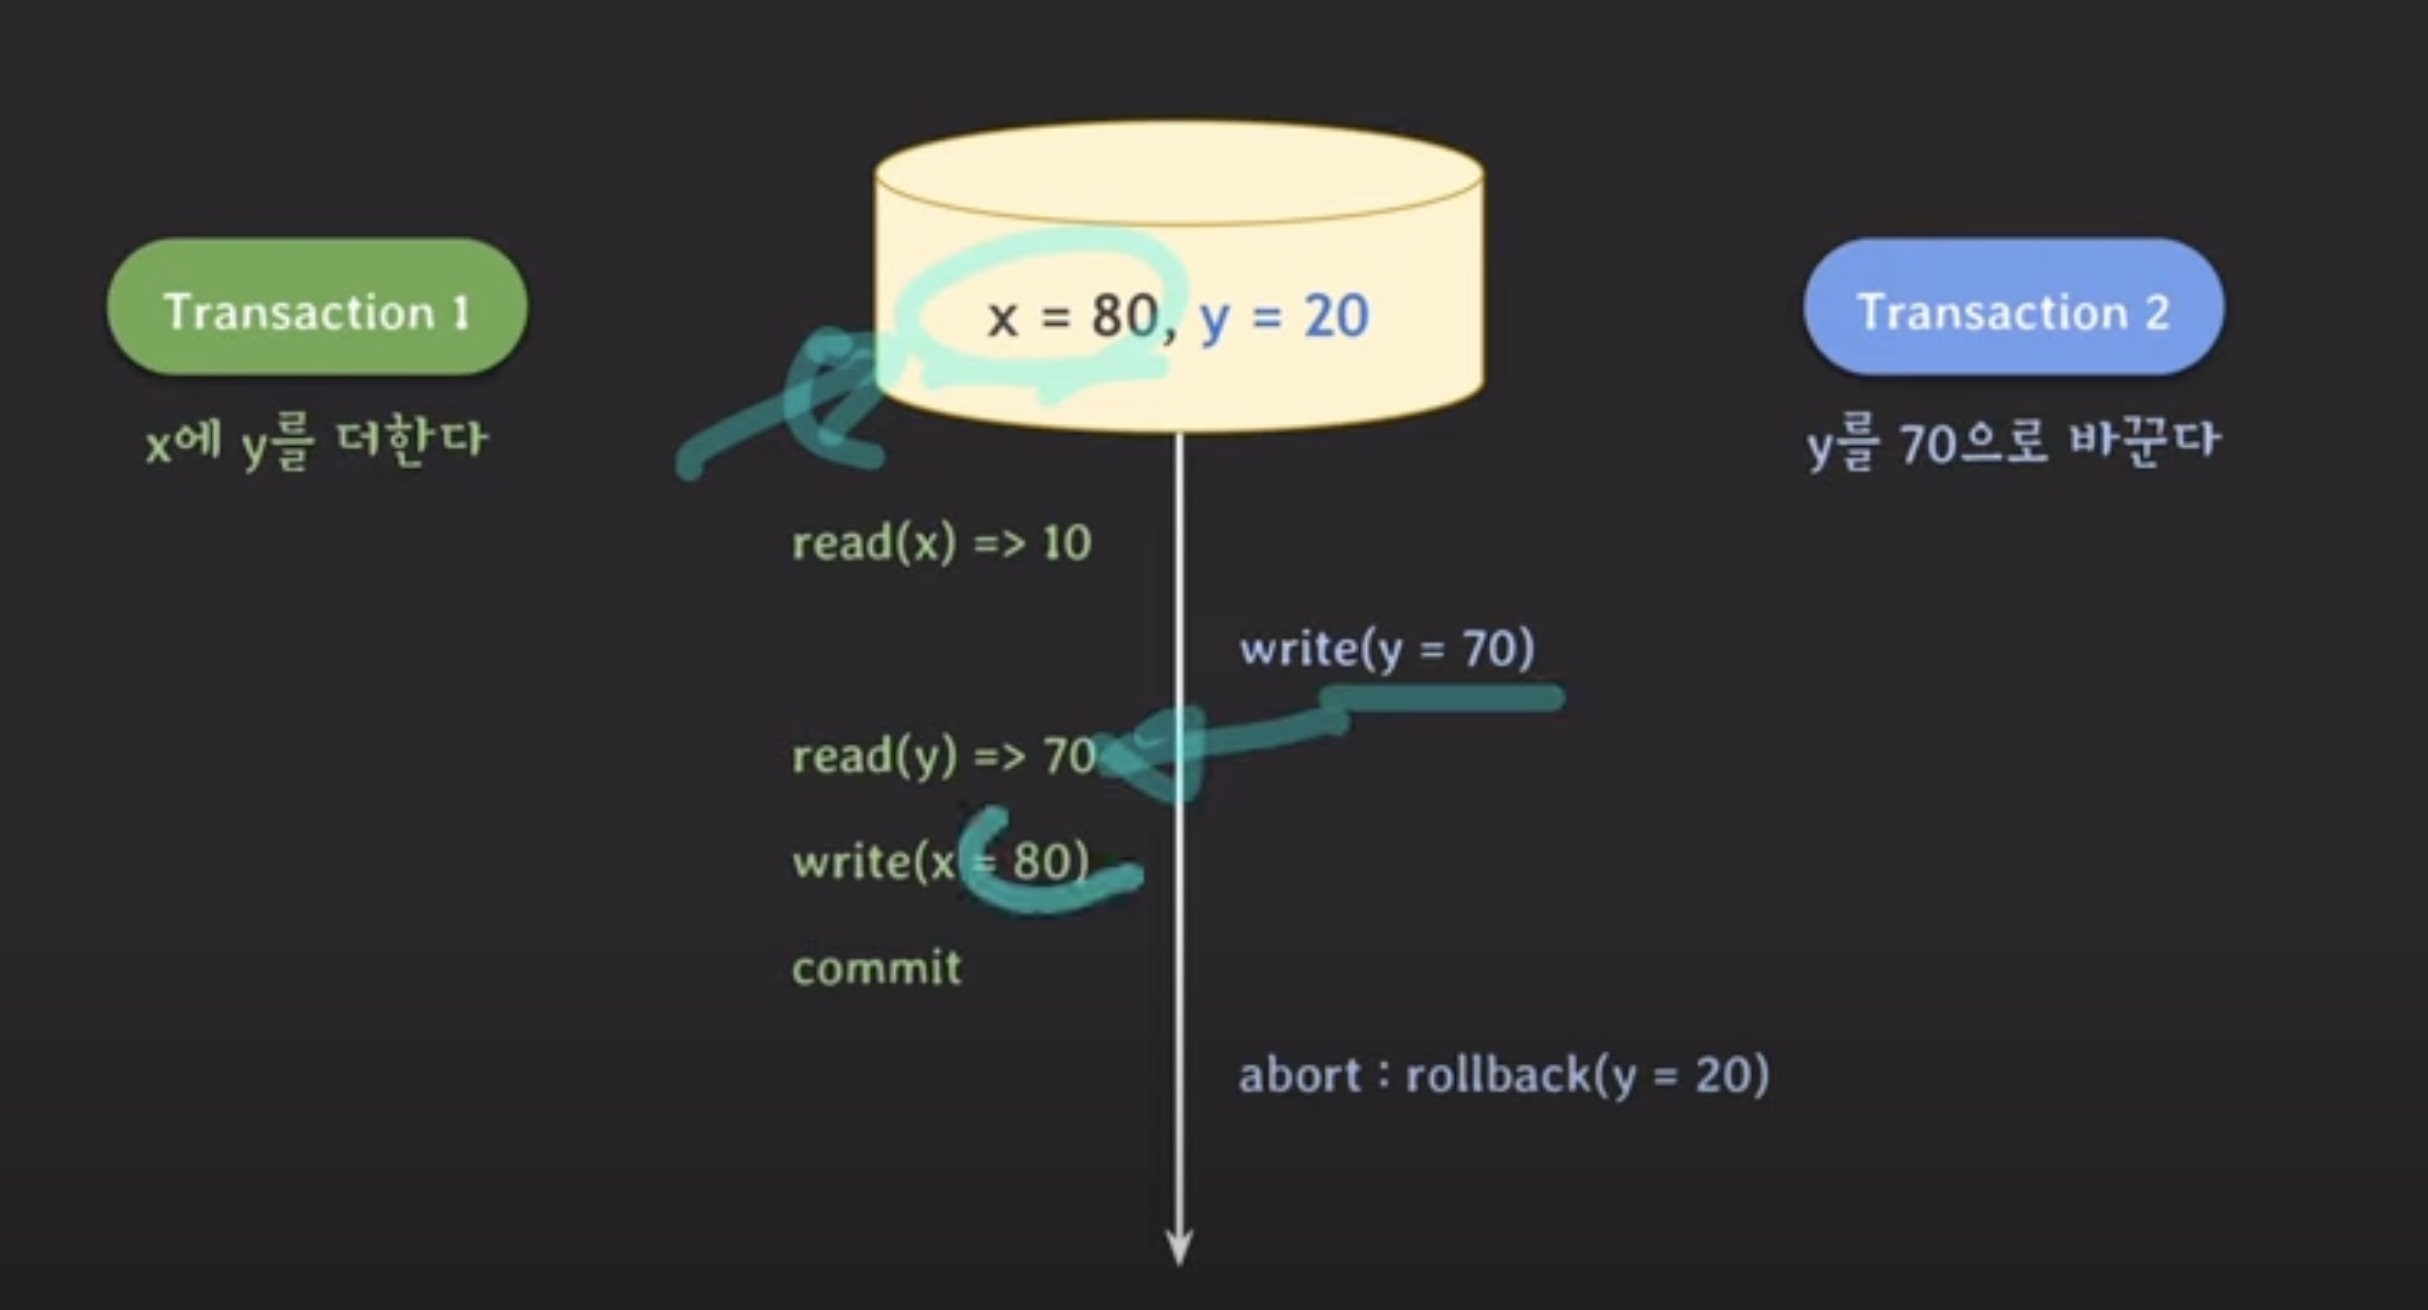 Transaction 1
x에 y를 더한다
x = 80, y = 20
Transaction 2
y를 70으로 바꾼다
read(x) => 10
write(y = 70)
read(y) => 70
write(x = 80)
commit
abort : rollback(y = 20)